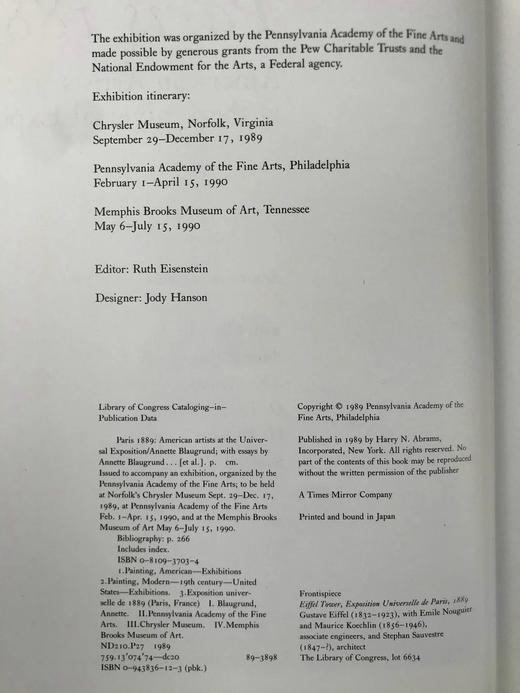 The exhibition was organized by the Pennsylvania Academy of the Fine Arts and
made possible by generous grants from the Pew Charitable Trusts and the
National Endowment for the Arts, a Federal agency.
Exhibition itinerary:
Chrysler Museum, Norfolk, Virginia
September 29–December 17, 1989
Pennsylvania Academy of the Fine Arts, Philadelphia
February 1–April 15, 1990
Memphis Brooks Museum of Art, Tennessee
May 6–July 15, 1990
Editor: Ruth Eisenstein
Designer: Jody Hanson
Library of Congress Cataloging–in–
Publication Data
Paris 1889: American artists at the Univer-
sal Exposition/Annette Blaugrund; with essays by
Annette Blaugrund . . . [et al.]. p. cm.
Issued to accompany an exhibition, organized by the
Pennsylvania Academy of the Fine Arts; to be held
at Norfolk's Chrysler Museum Sept. 29–Dec. 17,
1989, at Pennsylvania Academy of the Fine Arts
Feb. 1–Apr. 15, 1990, and at the Memphis Brooks
Museum of Art May 6–July 15, 1990.
Bibliography: p. 266
Includes index.
ISBN 0–8109–3703–4
1.Painting, American—Exhibitions
2.Painting, Modern—19th century—United
States—Exhibitions. 3.Exposition univer-
selle de 1889 (Paris, France) I. Blaugrund,
Annette. II.Pennsylvania Academy of the Fine
Arts. III.Chrysler Museum. IV.Memphis
Brooks Museum of Art.
ND210.P27 1989
759.13'074'74—dc20 89-3898
ISBN 0–943836–12–3 (pbk.)
Copyright © 1989 Pennsylvania Academy of the
Fine Arts, Philadelphia
Published in 1989 by Harry N. Abrams,
Incorporated, New York. All rights reserved. No
part of the contents of this book may be reproduced
without the written permission of the publisher
A Times Mirror Company
Printed and bound in Japan
Frontispiece
Eiffel Tower, Exposition Universelle de Paris, 1889
Gustave Eiffel (1832–1923), with Emile Nouguier
and Maurice Koechlin (1856–1946),
associate engineers, and Stephan Sauvestre
(1847–?), architect
The Library of Congress, lot 6634